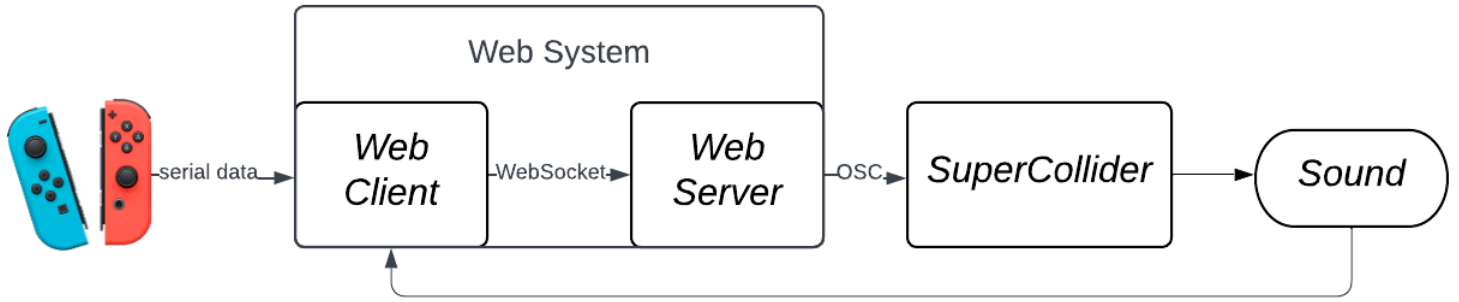 Web System
serial data
Web
Client
WebSocket
Web
Server
OSC
SuperCollider
Sound